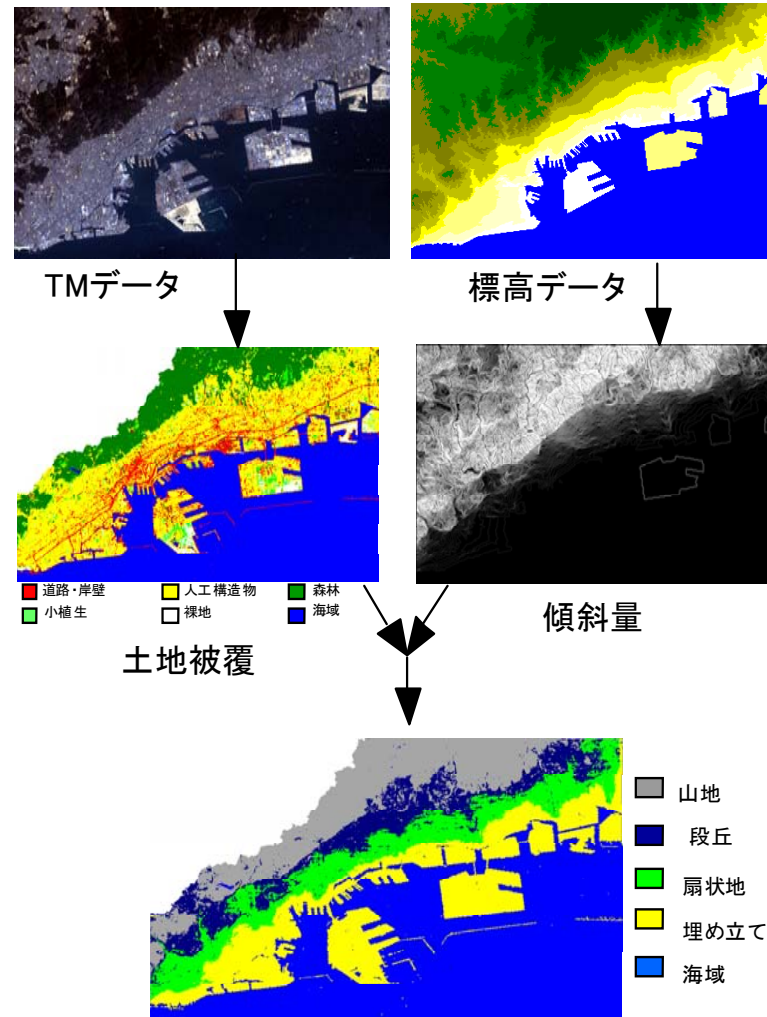 TMデータ
標高データ
道路・岸壁
人工構造物
森林
小植生
裸地
海域
土地被覆
傾斜量
山地
段丘
扇状地
埋め立て
海域